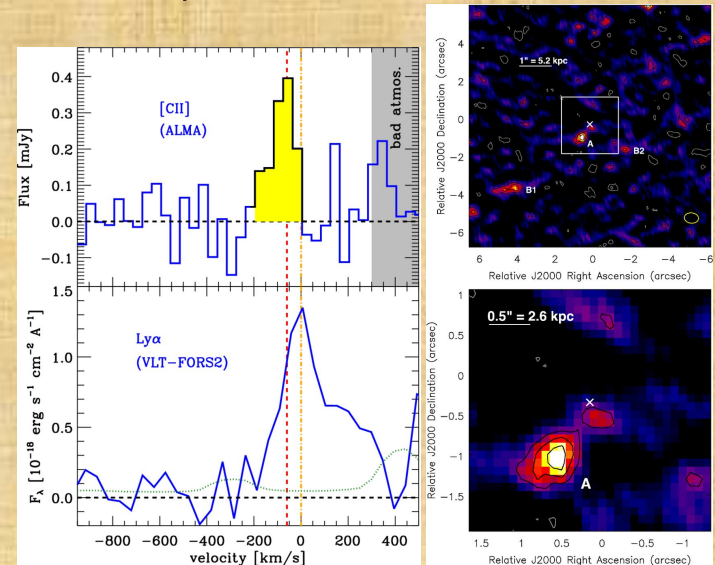 [CII]
(ALMA)
bad atmos.
Flux [mJy]
0.4
0.3
0.2
0.1
0.0
−0.1
Lyα
(VLT−FORS2)
F_λ [10⁻¹⁸ erg s⁻¹ cm⁻² A⁻¹]
1.5
1.0
0.5
0.0
−800 −600 −400 −200 0 200 400
velocity [km/s]
1" = 5.2 kpc
A
B2
B1
Relative J2000 Declination (arcsec)
6
4
2
0
−2
−4
−6
6 4 2 0 −2 −4 −6
Relative J2000 Right Ascension (arcsec)
0.5" = 2.6 kpc
A
Relative J2000 Declination (arcsec)
1
0.5
0
−0.5
−1
−1.5
1.5 1 0.5 0 −0.5 −1
Relative J2000 Right Ascension (arcsec)